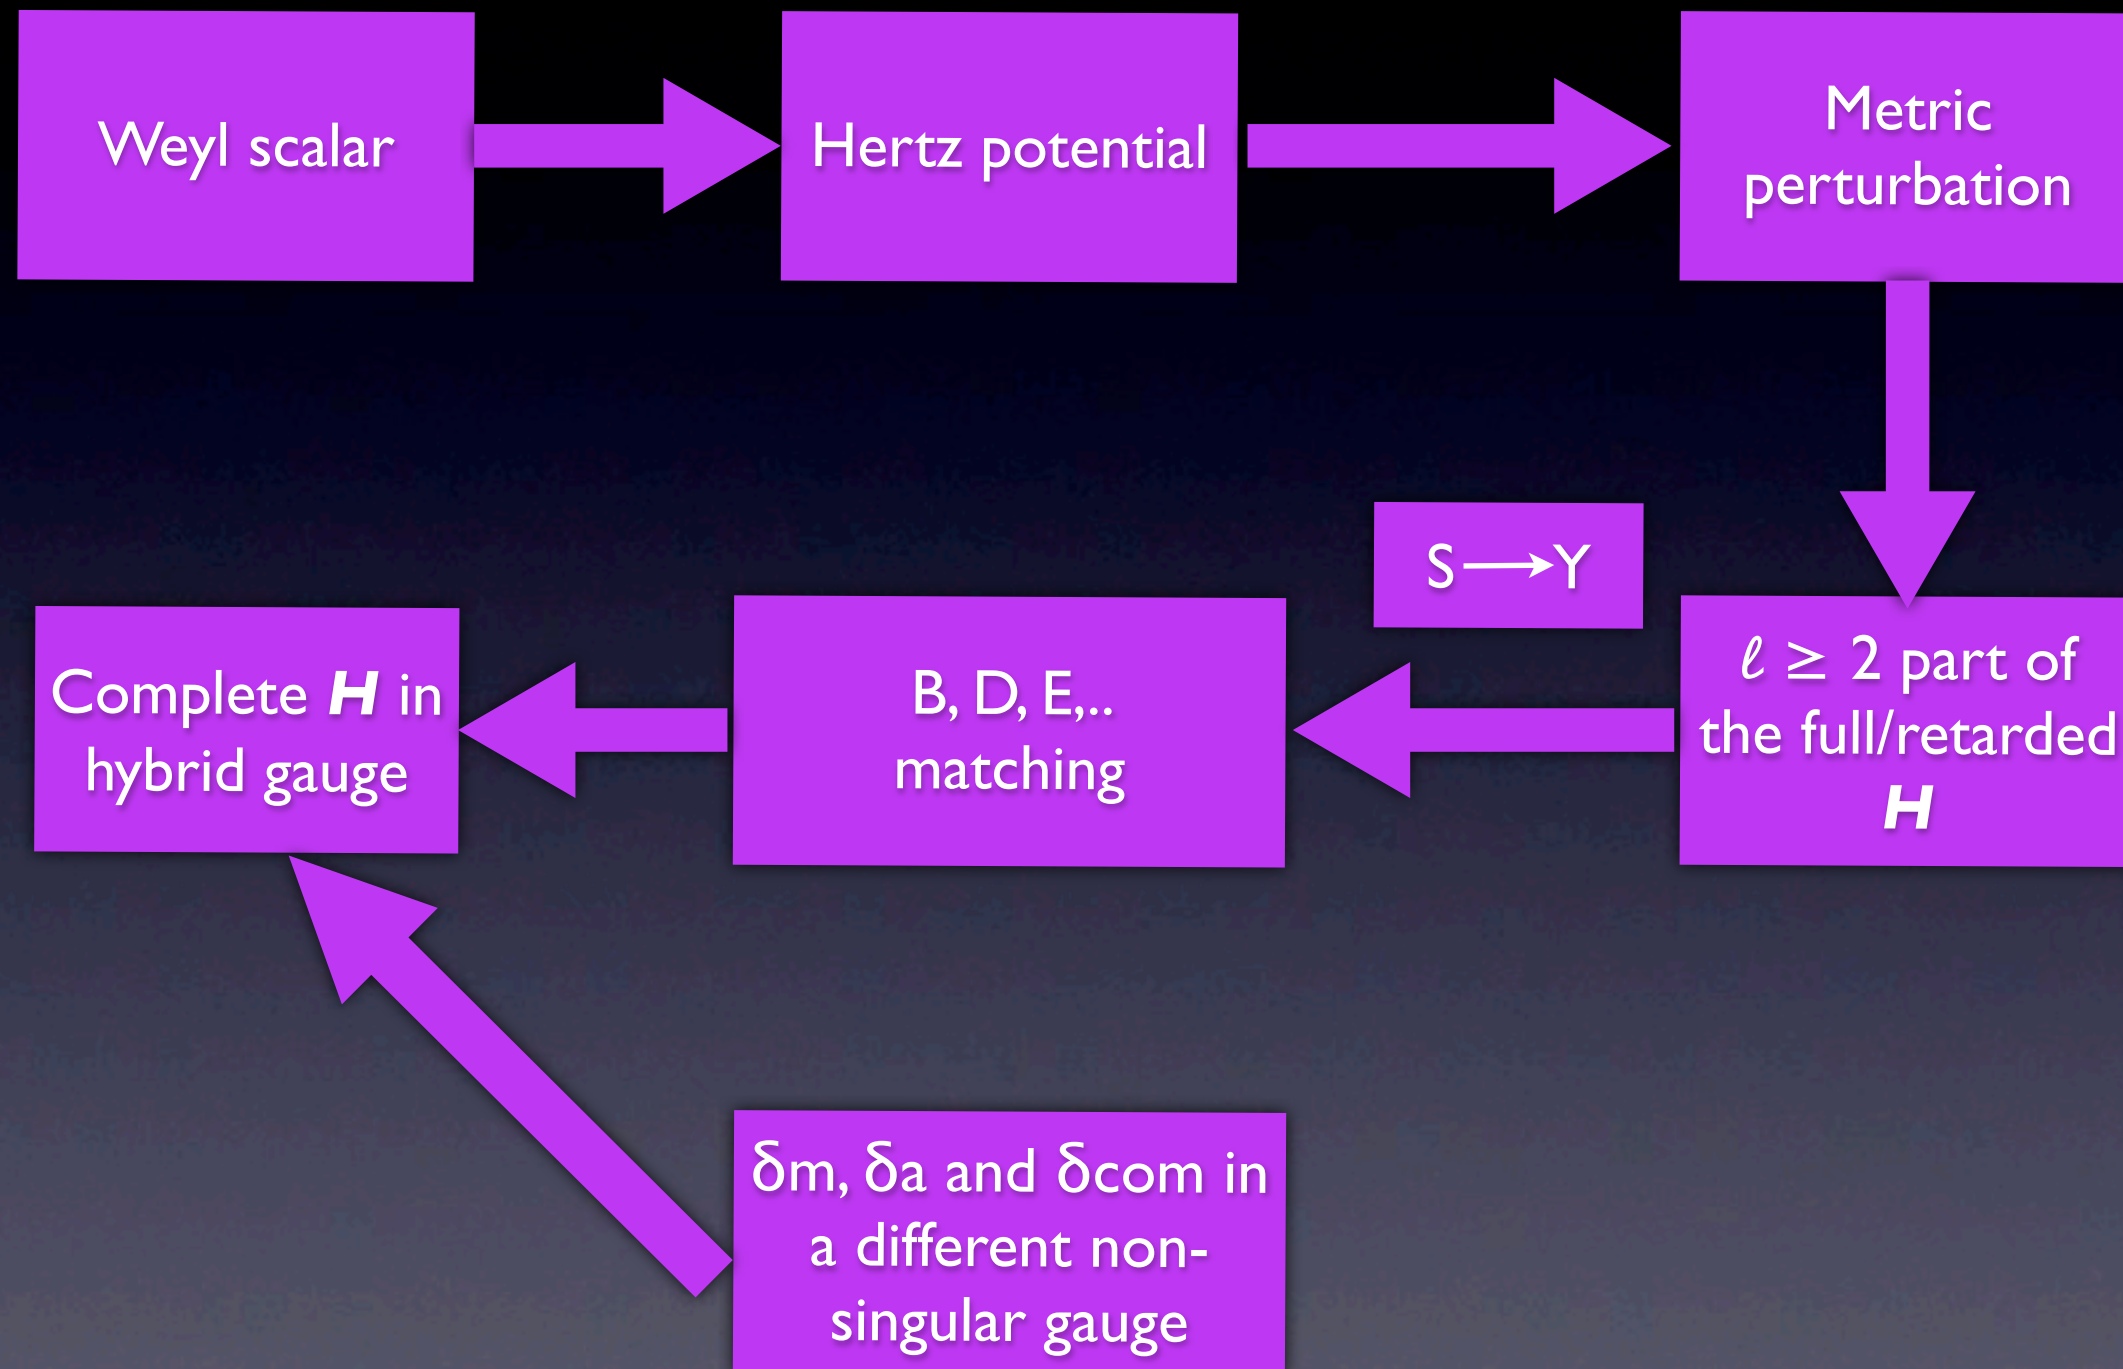 Weyl scalar
Hertz potential
Metric
perturbation
S→Y
Complete H in
hybrid gauge
B, D, E,..
matching
ℓ ≥ 2 part of
the full/retarded
H
δm, δa and δcom in
a different non-
singular gauge